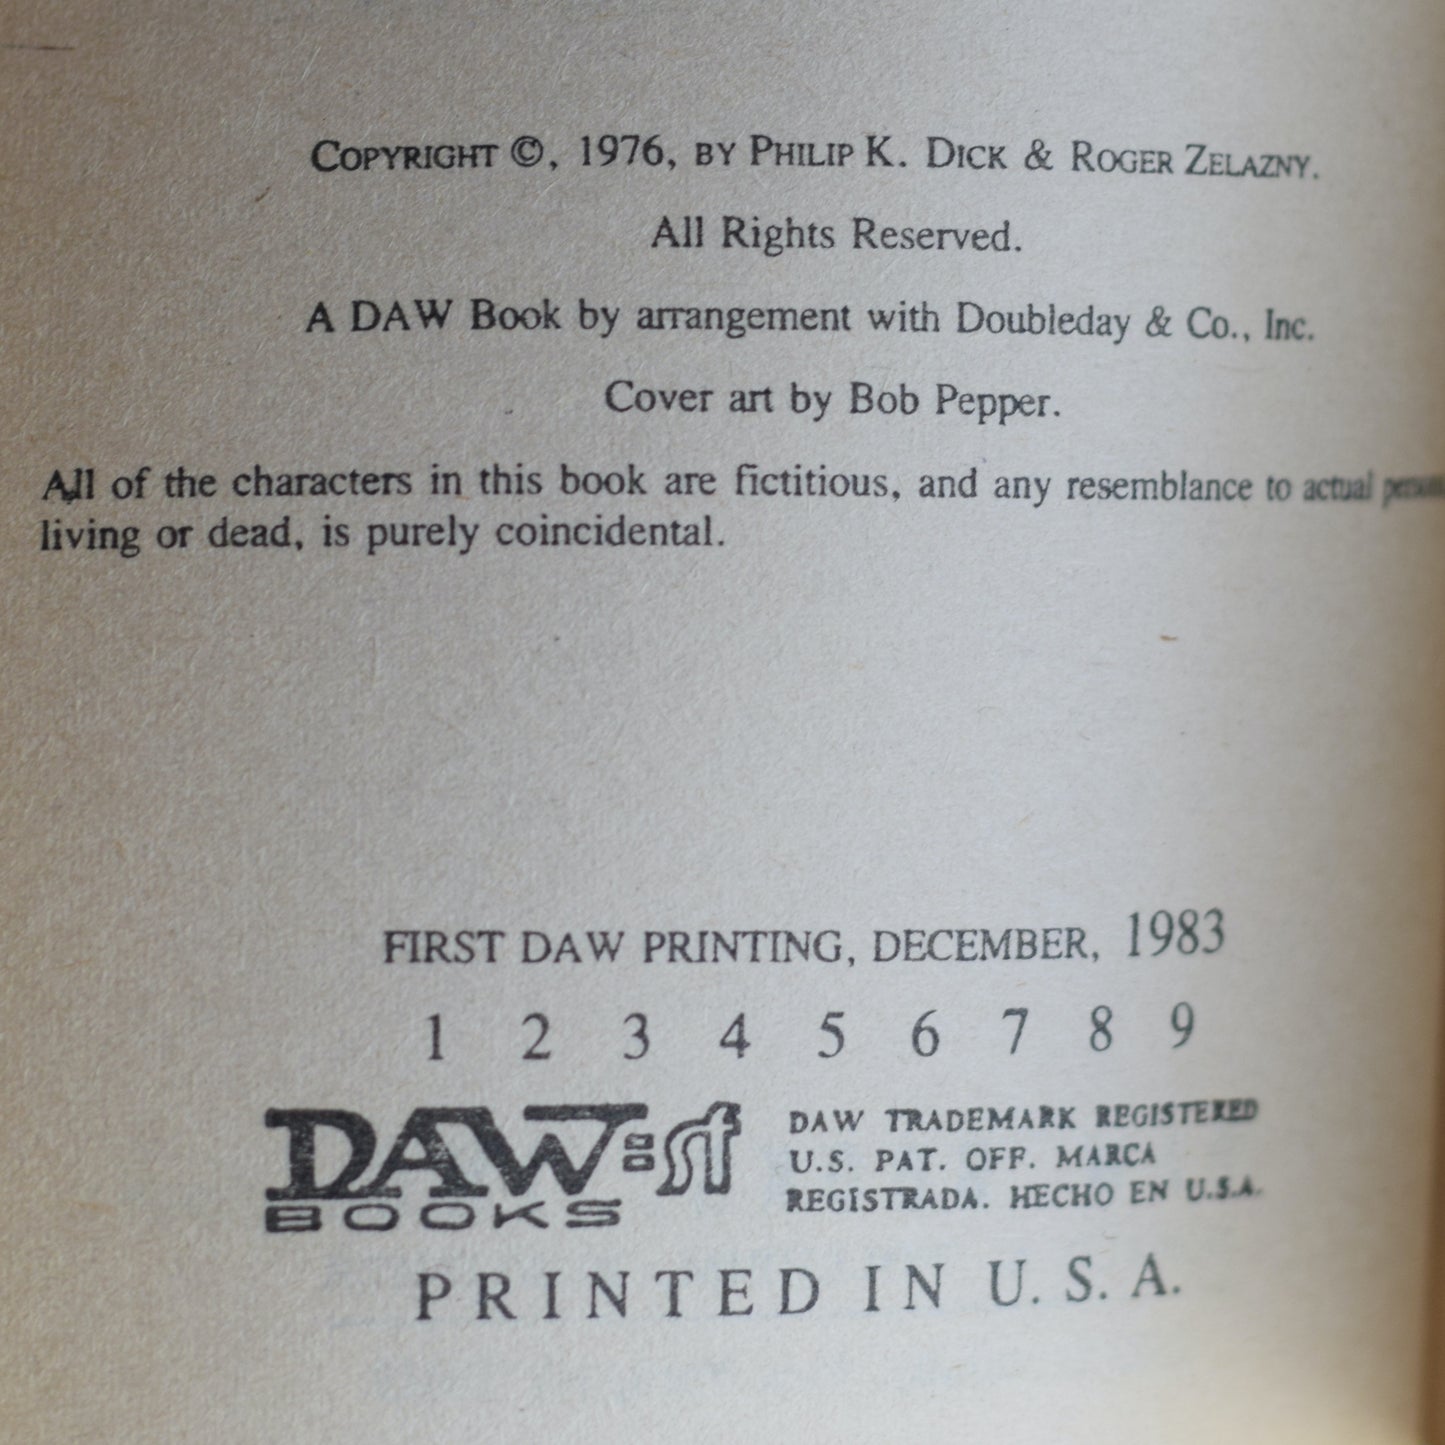 COPYRIGHT ©, 1976, BY PHILIP K. DICK & ROGER ZELAZNY.
All Rights Reserved.
A DAW Book by arrangement with Doubleday & Co., Inc.
Cover art by Bob Pepper.
All of the characters in this book are fictitious, and any resemblance to actual
living or dead, is purely coincidental.
FIRST DAW PRINTING, DECEMBER, 1983
1 2 3 4 5 6 7 8 9
DAW:sf
BOOKS
DAW TRADEMARK REGISTERED
U.S. PAT. OFF. MARCA
REGISTRADA. HECHO EN U.S.A.
PRINTED IN U.S.A.